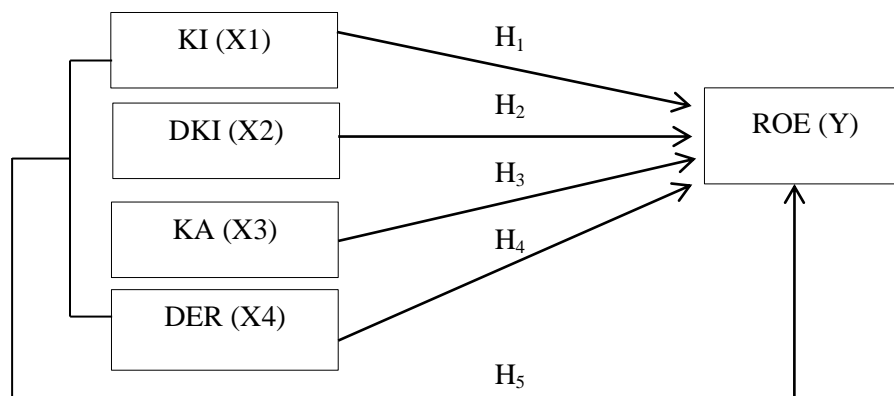 KI (X1)
H1
DKI (X2)
H2
ROE (Y)
H3
KA (X3)
H4
DER (X4)
H5